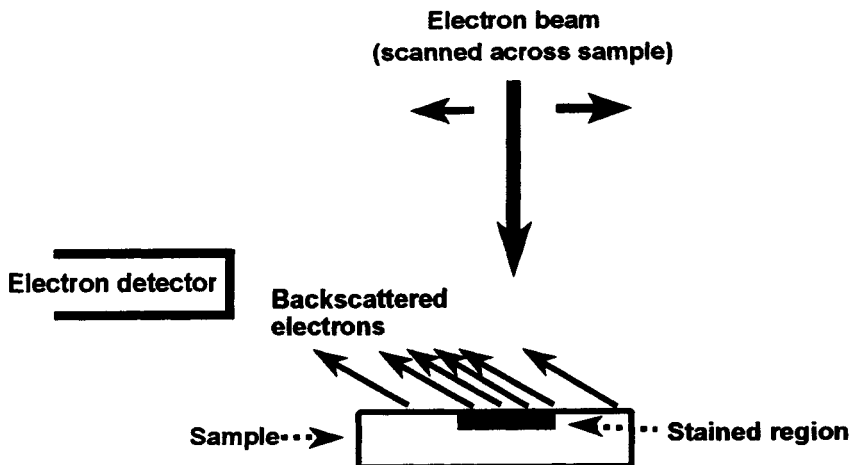 Electron beam
(scanned across sample)
Electron detector
Backscattered
electrons
Sample
Stained region